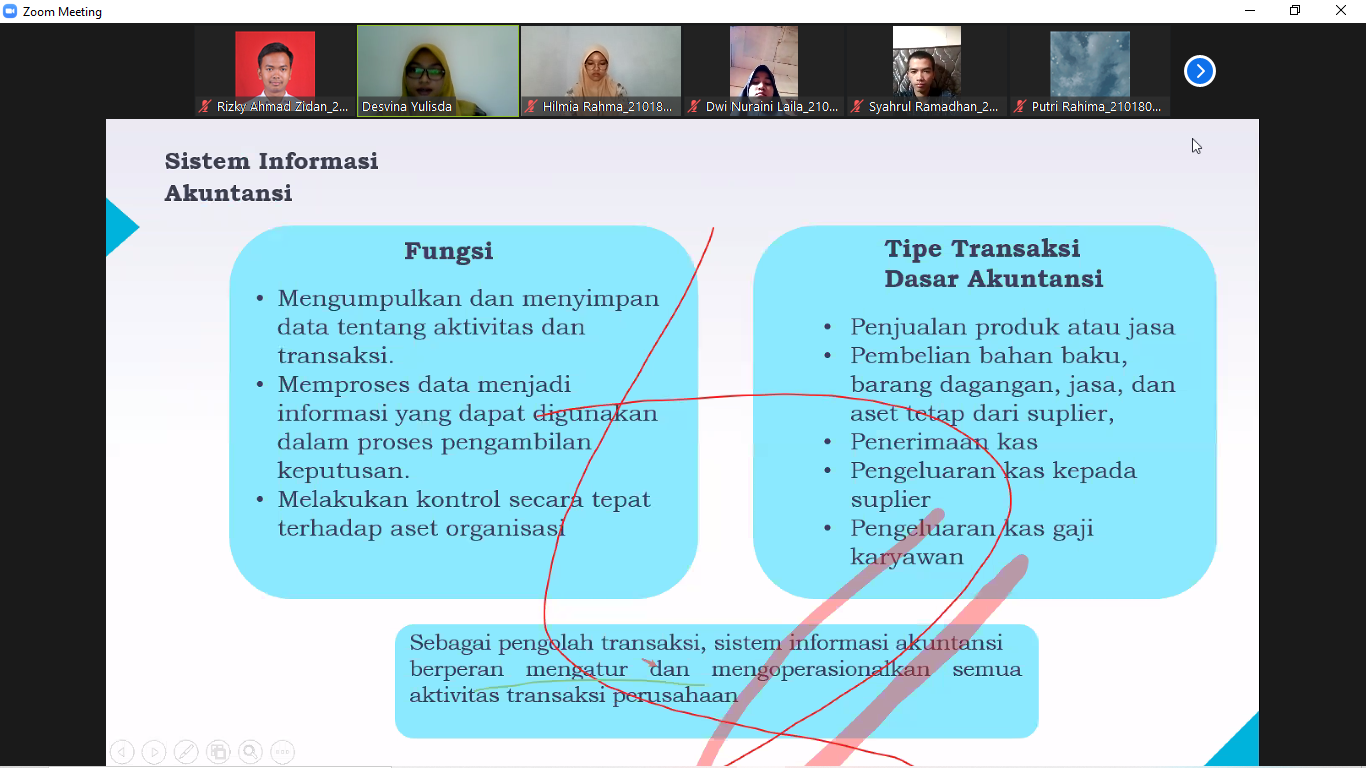 Zoom Meeting
Rizky Ahmad Zidan_2...
Desvina Yulisda
Hilmia Rahma_21018...
Dwi Nuraini Laila_210...
Syahrul Ramadhan_2...
Putri Rahima_210180...
Sistem Informasi
Akuntansi
Fungsi
• Mengumpulkan dan menyimpan
data tentang aktivitas dan
transaksi.
• Memproses data menjadi
informasi yang dapat digunakan
dalam proses pengambilan
keputusan.
• Melakukan kontrol secara tepat
terhadap aset organisasi
Tipe Transaksi
Dasar Akuntansi
• Penjualan produk atau jasa
• Pembelian bahan baku,
barang dagangan, jasa, dan
aset tetap dari suplier,
• Penerimaan kas
• Pengeluaran kas kepada
suplier
• Pengeluaran kas gaji
karyawan
Sebagai pengolah transaksi, sistem informasi akuntansi
berperan mengatur dan mengoperasionalkan semua
aktivitas transaksi perusahaan